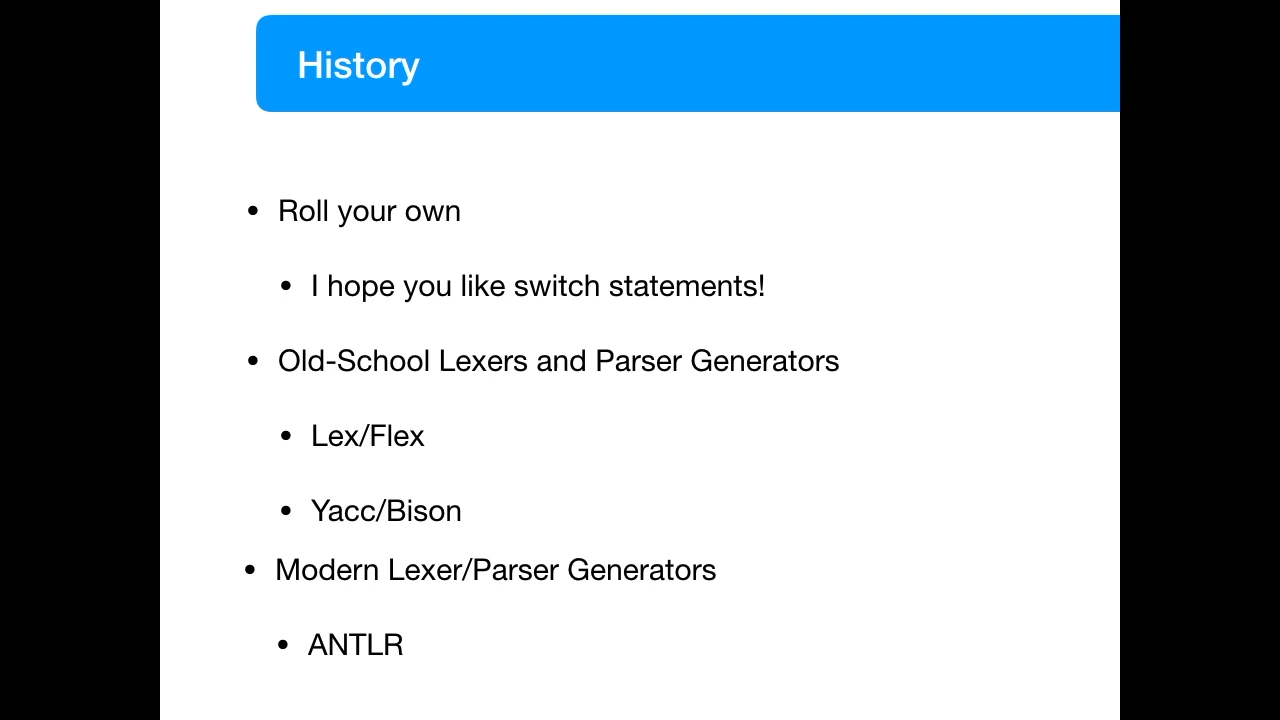 History
• Roll your own
• I hope you like switch statements!
• Old-School Lexers and Parser Generators
• Lex/Flex
• Yacc/Bison
• Modern Lexer/Parser Generators
• ANTLR